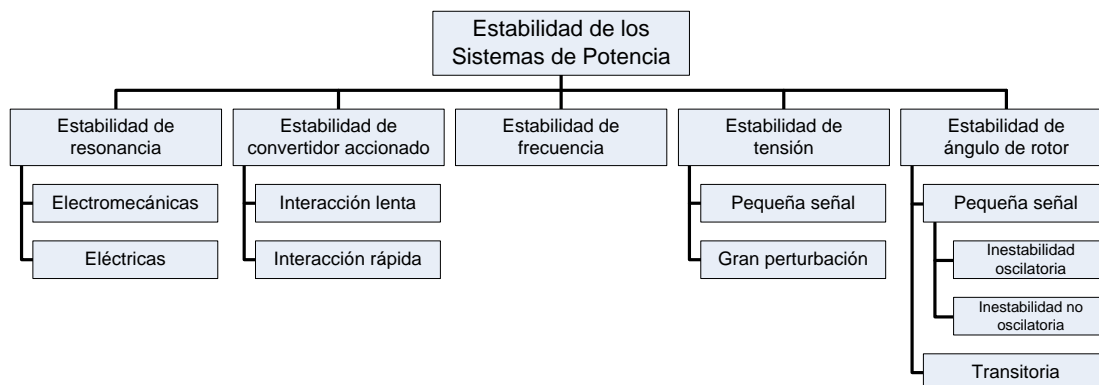 Estabilidad de los
Sistemas de Potencia
Estabilidad de
resonancia
Electromecánicas
Eléctricas
Estabilidad de
convertidor accionado
Interacción lenta
Interacción rápida
Estabilidad de
frecuencia
Estabilidad de
tensión
Pequeña señal
Gran perturbación
Estabilidad de
ángulo de rotor
Pequeña señal
Inestabilidad
oscilatoria
Inestabilidad no
oscilatoria
Transitoria